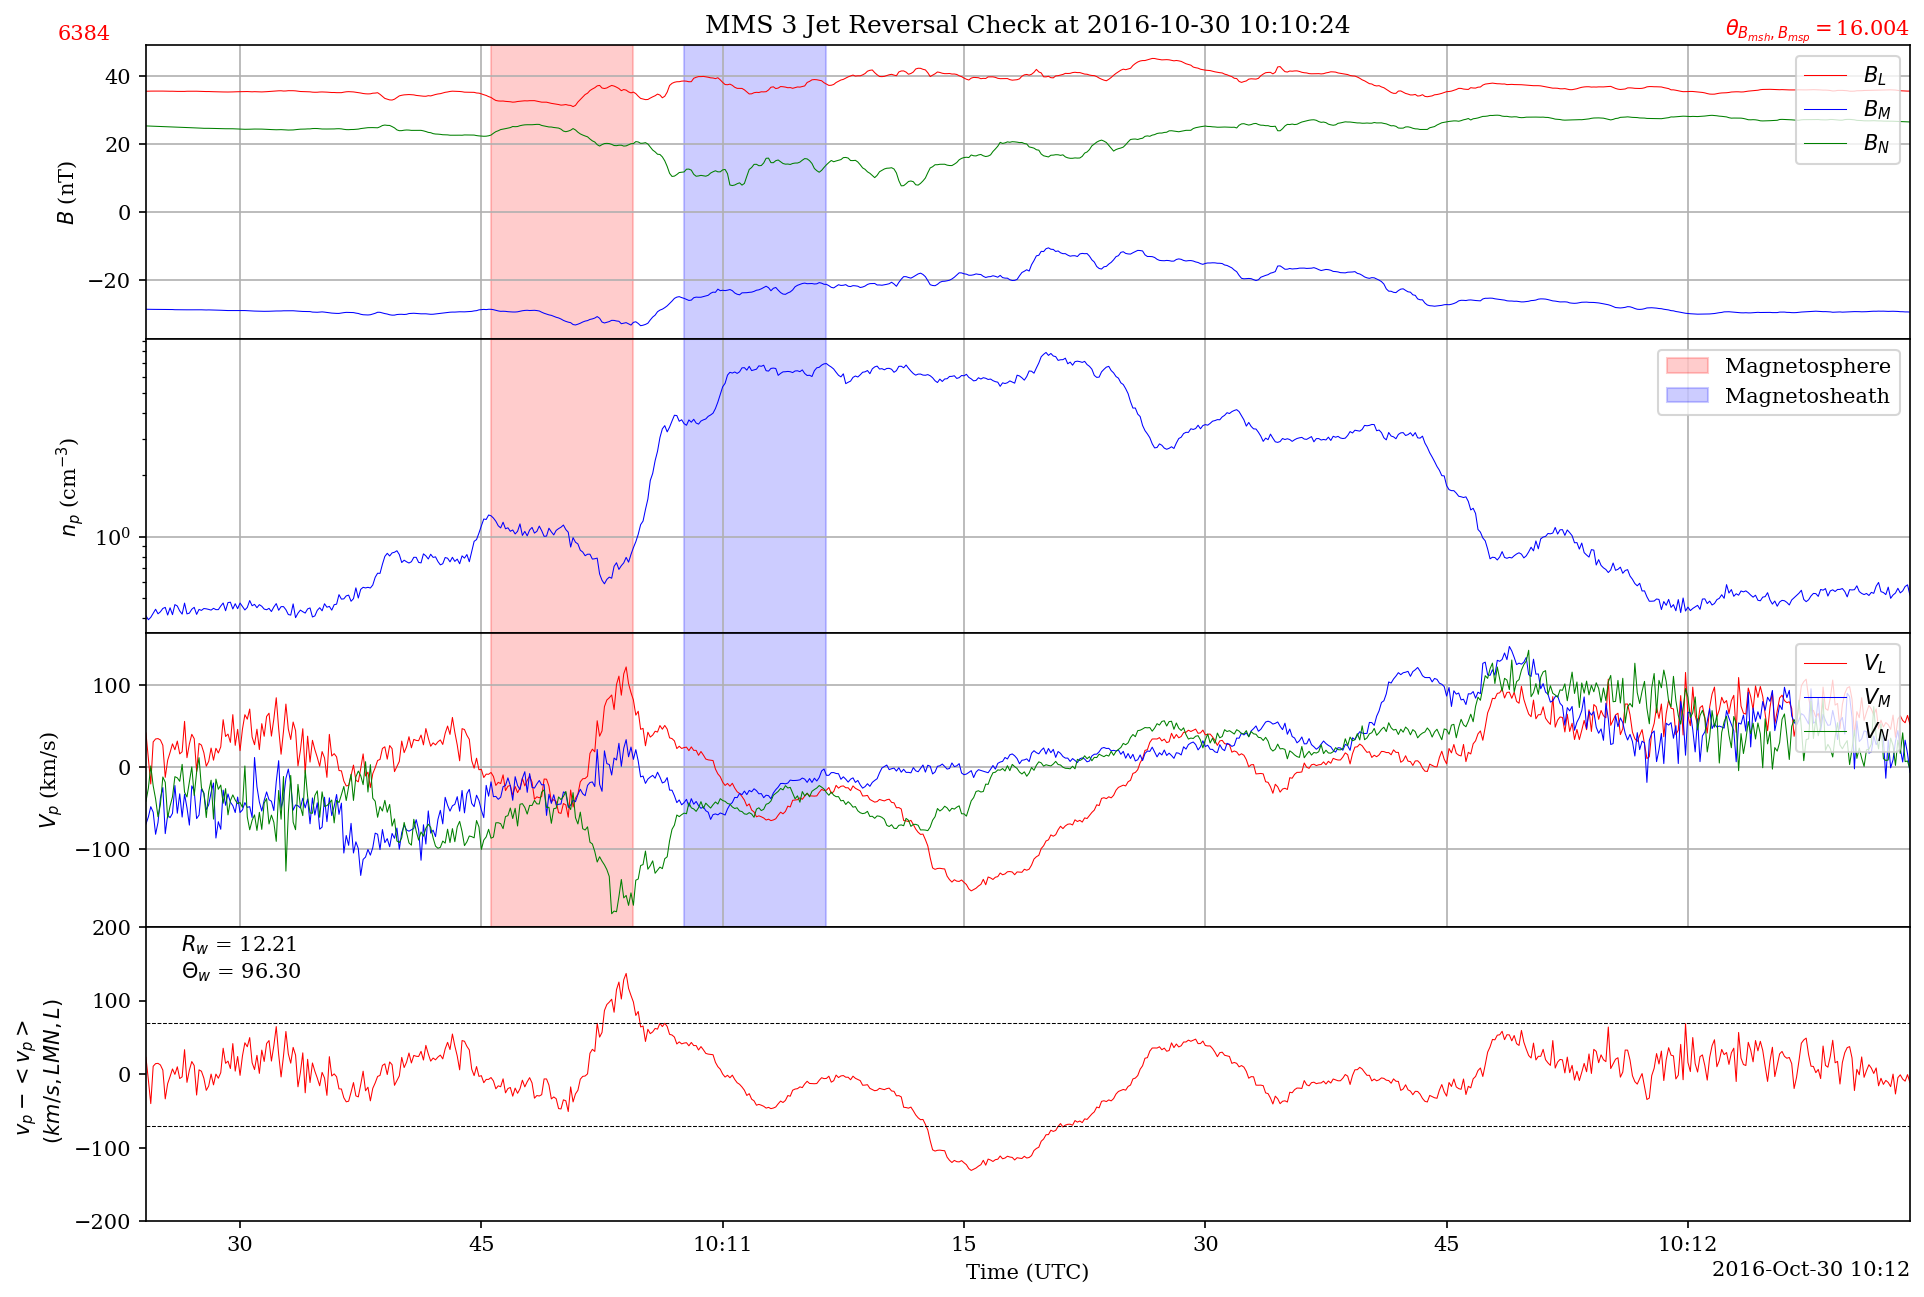 MMS 3 Jet Reversal Check at 2016-10-30 10:10:24
6384
θ_{B_{msh}, B_{msp}} = 16.004
40
20
0
−20
B (nT)
B_L
B_M
B_N
10^0
n_p (cm^{−3})
Magnetosphere
Magnetosheath
100
0
−100
V_p (km/s)
V_L
V_M
V_N
200
100
0
−100
−200
v_p − < v_p >
(km/s, LMN, L)
R_w = 12.21
Θ_w = 96.30
30
45
10:11
15
30
45
10:12
Time (UTC)
2016-Oct-30 10:12